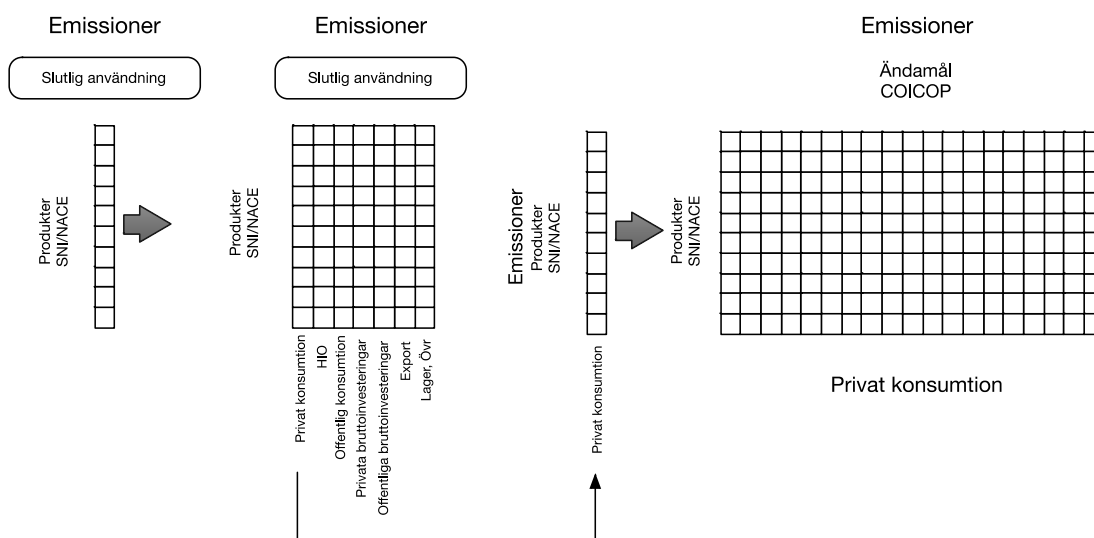 Emissioner
Slutlig användning
Produkter
SNI/NACE
Emissioner
Slutlig användning
Produkter
SNI/NACE
Privat konsumtion
HIO
Offentlig konsumtion
Privata bruttoinvesteringar
Offentliga bruttoinvesteringar
Export
Lager, Övr
Emissioner
Produkter
SNI/NACE
Privat konsumtion
Emissioner
Ändamål
COICOP
Produkter
SNI/NACE
Privat konsumtion